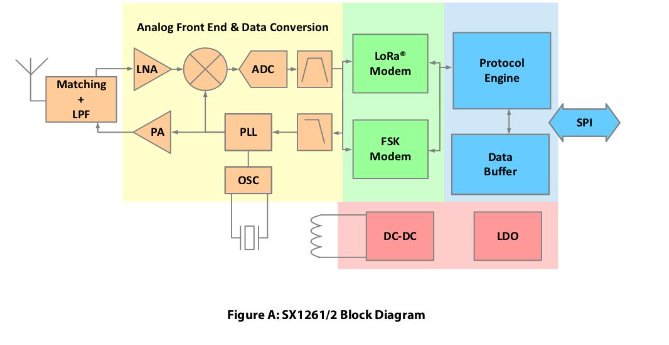 Analog Front End & Data Conversion
Matching
+
LPF
LNA
ADC
PA
PLL
OSC
LoRa®
Modem
FSK
Modem
Protocol
Engine
Data
Buffer
SPI
DC-DC
LDO
Figure A: SX1261/2 Block Diagram